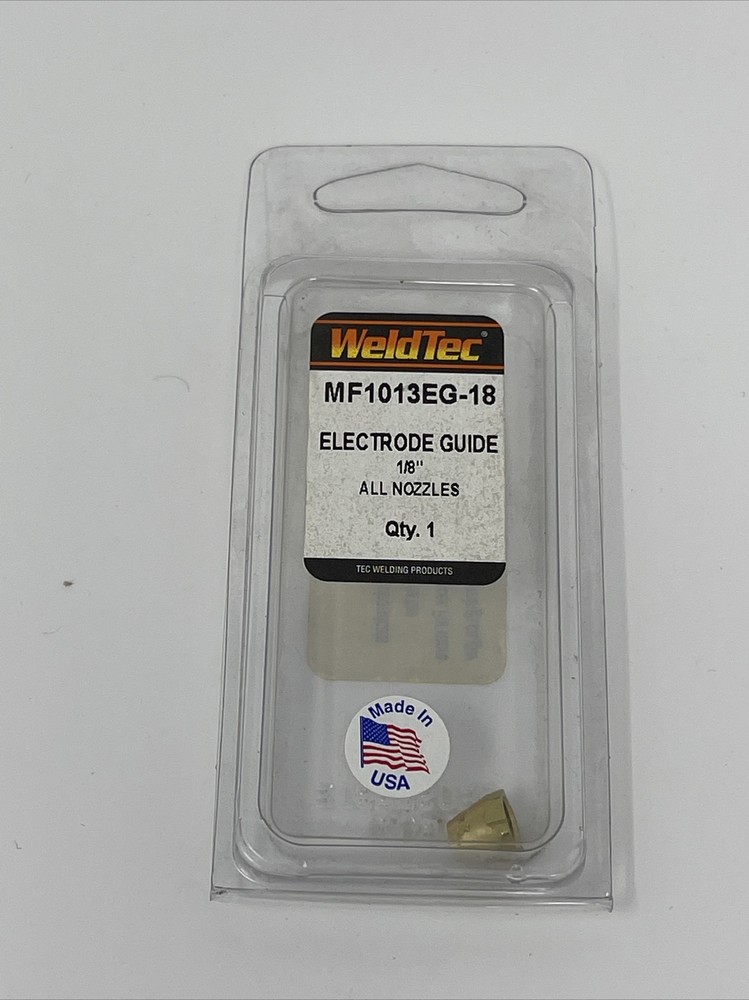 WeldTec®
MF1013EG-18
ELECTRODE GUIDE
1/8"
ALL NOZZLES
Qty. 1
TEC WELDING PRODUCTS
Made In
USA